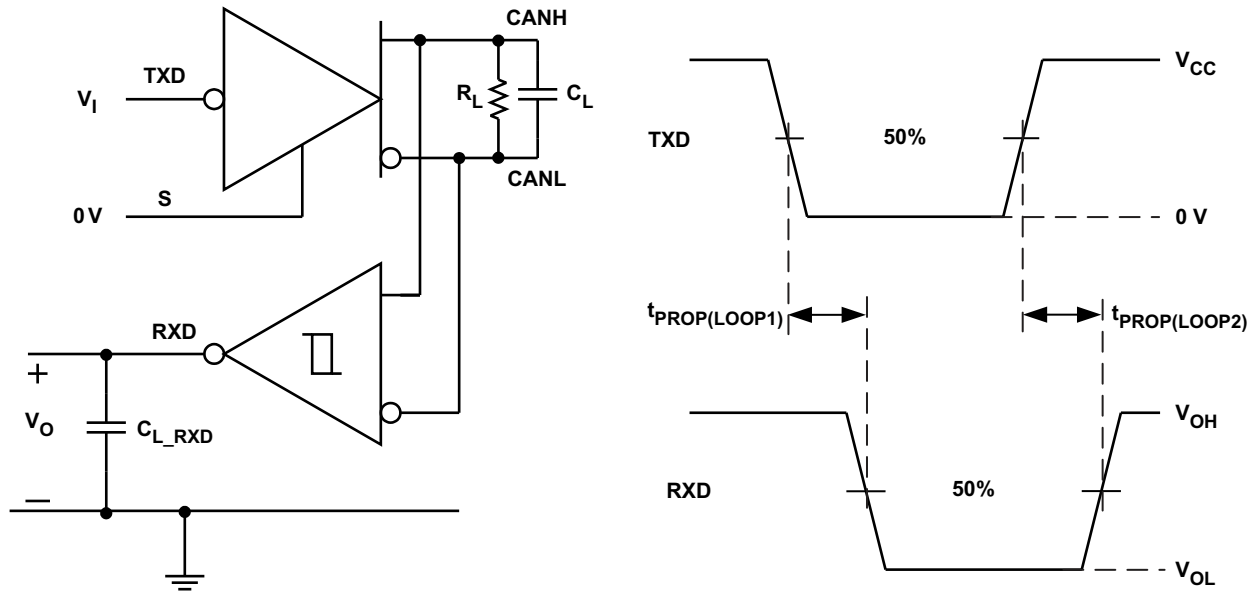 CANH
TXD
V_I
R_L
C_L
S
0 V
CANL
RXD
+
V_O
C_L_RXD
–
V_CC
TXD
50%
0 V
t_PROP(LOOP1)
t_PROP(LOOP2)
V_OH
RXD
50%
V_OL